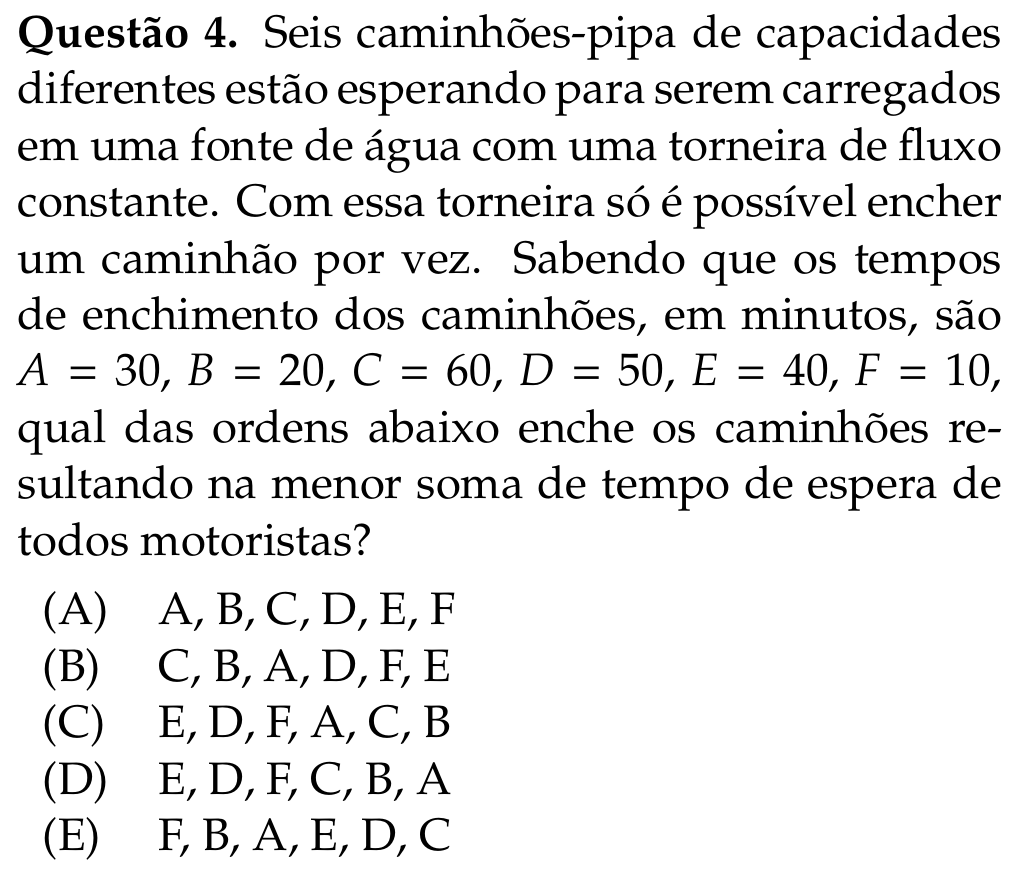 Questão 4. Seis caminhões-pipa de capacidades
diferentes estão esperando para serem carregados
em uma fonte de água com uma torneira de fluxo
constante. Com essa torneira só é possível encher
um caminhão por vez. Sabendo que os tempos
de enchimento dos caminhões, em minutos, são
A = 30, B = 20, C = 60, D = 50, E = 40, F = 10,
qual das ordens abaixo enche os caminhões re-
sultando na menor soma de tempo de espera de
todos motoristas?
(A) A, B, C, D, E, F
(B) C, B, A, D, F, E
(C) E, D, F, A, C, B
(D) E, D, F, C, B, A
(E) F, B, A, E, D, C